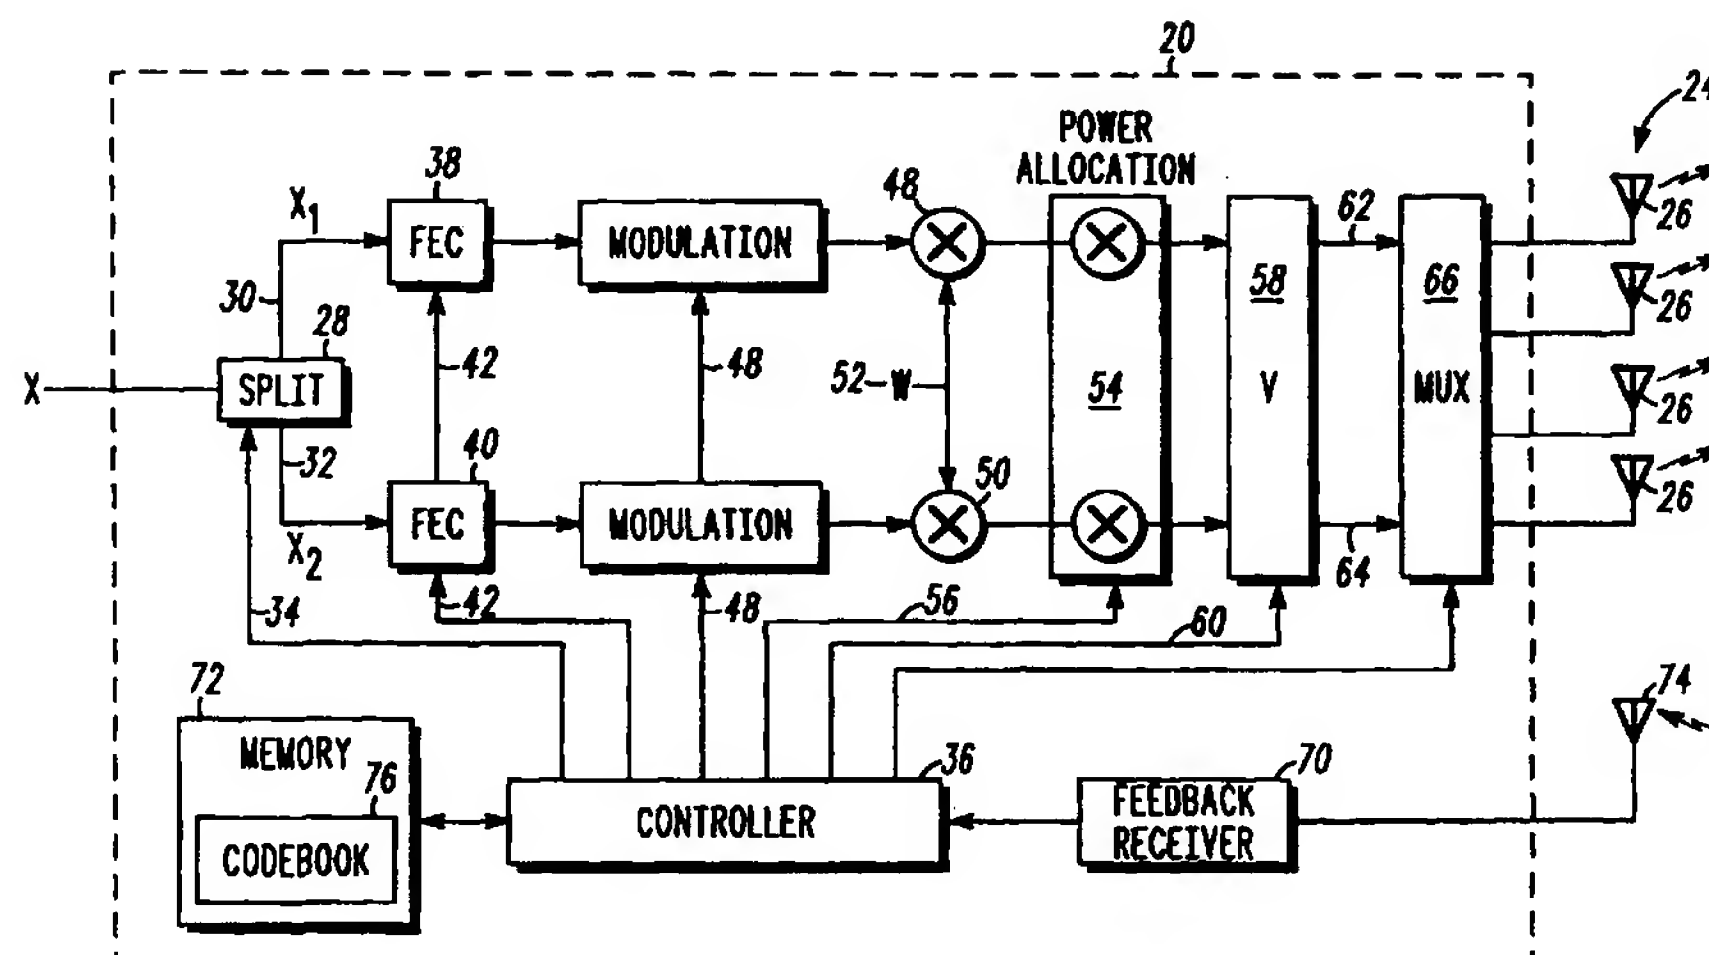 20
24
POWER
ALLOCATION
38
48
X1
FEC
MODULATION
62
26
30
58
66
26
28
42
48
52 W
X
SPLIT
54
V
MUX
26
32
40
50
26
X2
FEC
MODULATION
64
34
42
48
56
60
72
74
MEMORY
36
70
76
CONTROLLER
FEEDBACK
RECEIVER
CODEBOOK